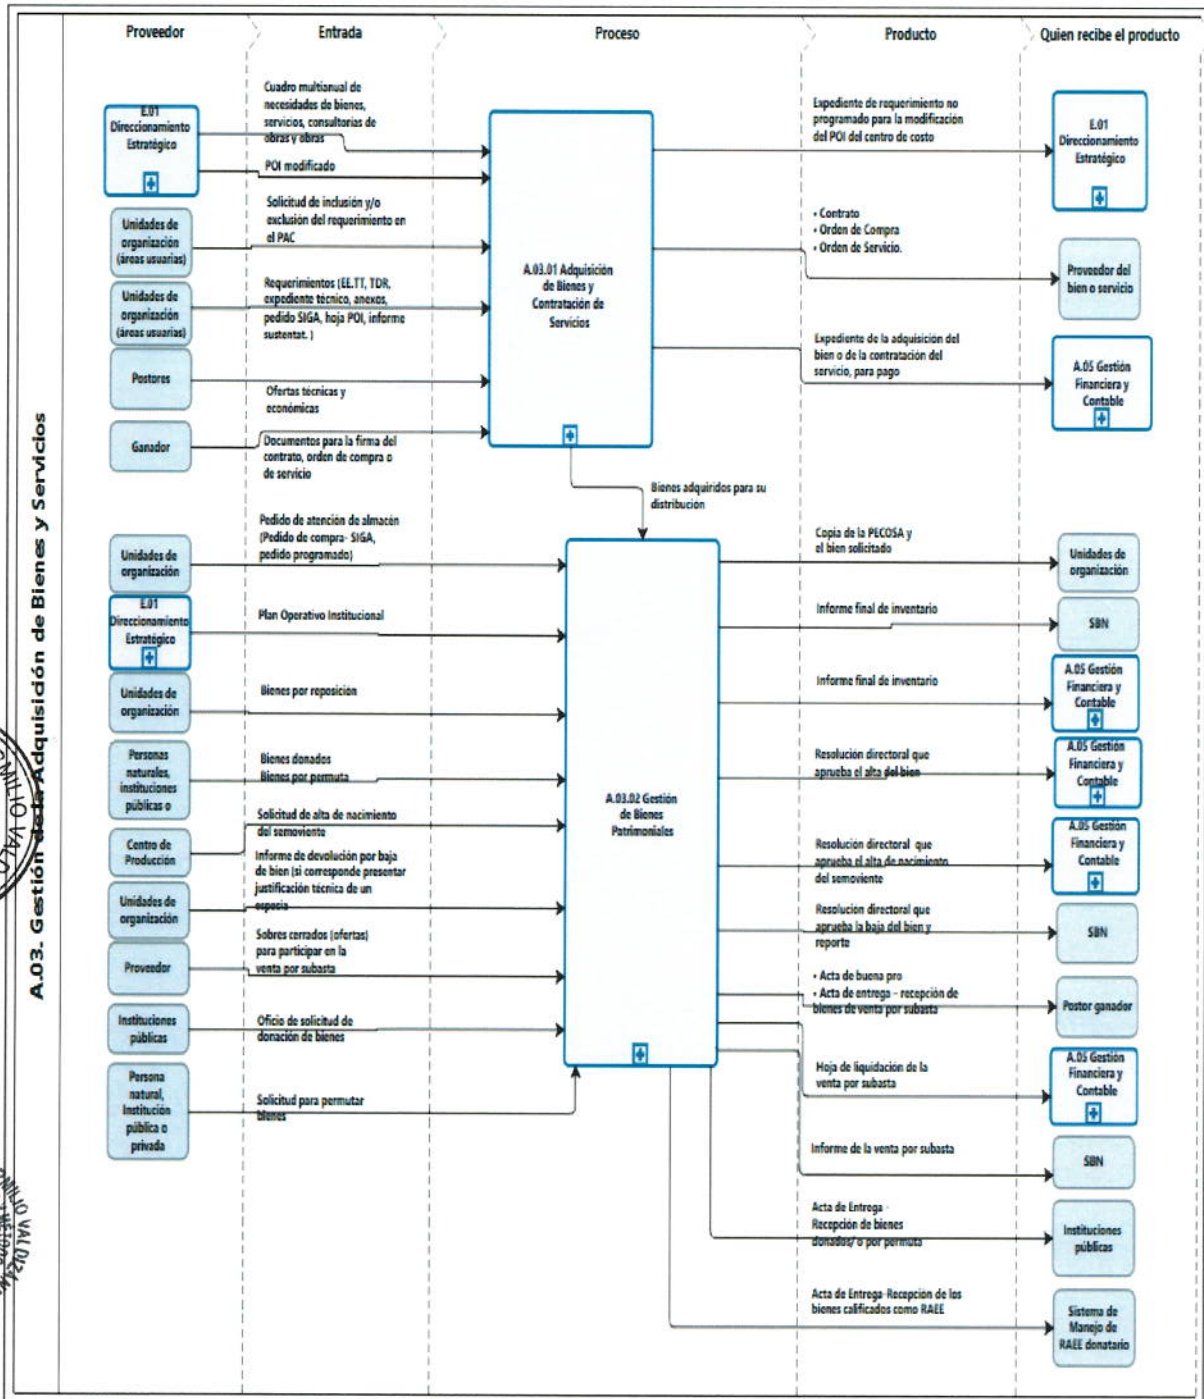 Proveedor
Entrada
Proceso
Producto
Quien recibe el producto
A.03. Gestión de la Adquisición de Bienes y Servicios
E.01
Direccionamiento
Estratégico
Cuadro multianual de
necesidades de bienes,
servicios, consultorías de
obras y obras
POI modificado
Unidades de
organización
(áreas usuarias)
Solicitud de inclusión y/o
exclusión del requerimiento en
el PAC
Unidades de
organización
(áreas usuarias)
Requerimientos (EE.TT, TDR,
expediente técnico, anexos,
pedido SIGA, hoja POI, informe
sustentat. )
Postores
Ofertas técnicas y
económicas
Ganador
Documentos para la firma del
contrato, orden de compra o
de servicio
A.03.01 Adquisición
de Bienes y
Contratación de
Servicios
Expediente de requerimiento no
programado para la modificación
del POI del centro de costo
E.01
Direccionamiento
Estratégico
• Contrato
• Orden de Compra
• Orden de Servicio.
Proveedor del
bien o servicio
Expediente de la adquisición del
bien o de la contratación del
servicio, para pago
A.05 Gestión
Financiera y
Contable
Bienes adquiridos para su
distribución
Unidades de
organización
Pedido de atención de almacén
(Pedido de compra- SIGA,
pedido programado)
E.01
Direccionamiento
Estratégico
Plan Operativo Institucional
Unidades de
organización
Bienes por reposición
Personas
naturales,
instituciones
públicas o
Bienes donados
Bienes por permuta
Centro de
Producción
Solicitud de alta de nacimiento
del semoviente
Unidades de
organización
Informe de devolución por baja
de bien (si corresponde presentar
justificación técnica de un
especia
Proveedor
Sobres cerrados (ofertas)
para participar en la
venta por subasta
Instituciones
públicas
Oficio de solicitud de
donación de bienes
Persona
natural,
Institución
pública o
privada
Solicitud para permutar
bienes
A.03.02 Gestión
de Bienes
Patrimoniales
Copia de la PECOSA y
el bien solicitado
Unidades de
organización
Informe final de inventario
SBN
Informe final de inventario
A.05 Gestión
Financiera y
Contable
Resolución directoral que
aprueba el alta del bien
A.05 Gestión
Financiera y
Contable
Resolución directoral que
aprueba el alta de nacimiento
del semoviente
A.05 Gestión
Financiera y
Contable
Resolución directoral que
aprueba la baja del bien y
reporte
SBN
• Acta de buena pro
• Acta de entrega – recepción de
bienes de venta por subasta
Postor ganador
Hoja de liquidación de la
venta por subasta
A.05 Gestión
Financiera y
Contable
Informe de la venta por subasta
SBN
Acta de Entrega -
Recepción de bienes
donados/ o por permuta
Instituciones
públicas
Acta de Entrega-Recepción de los
bienes calificados como RAEE
Sistema de
Manejo de
RAEE donatario